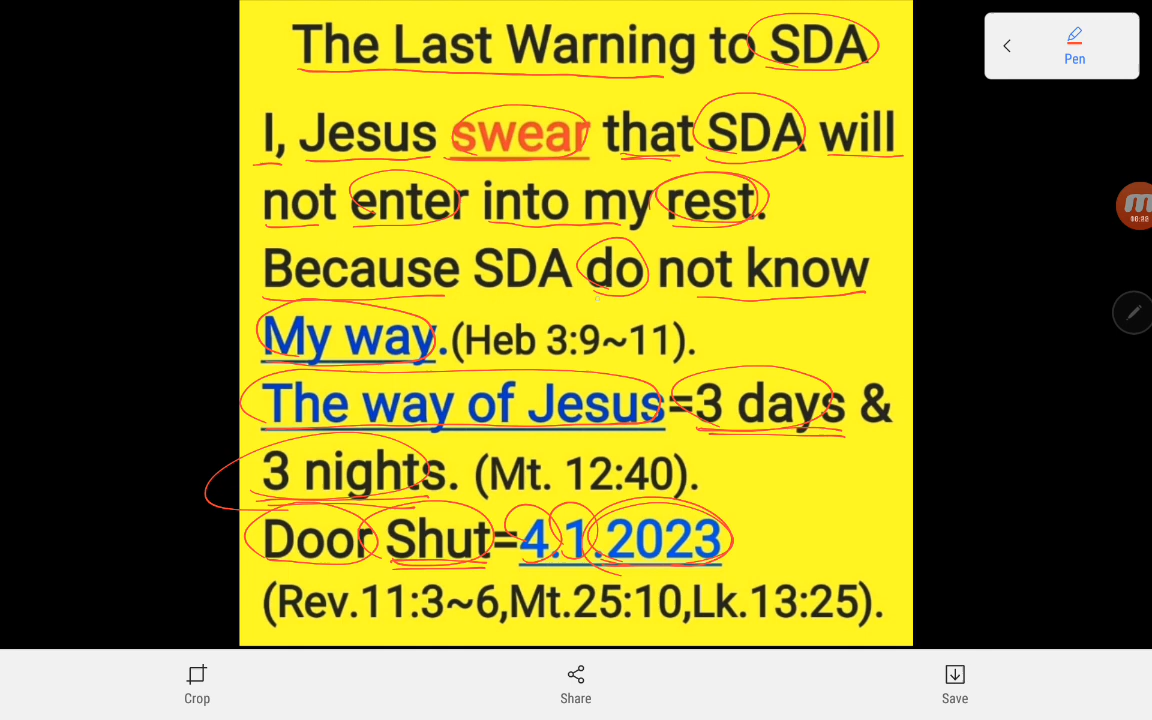 The Last Warning to SDA
I, Jesus swear that SDA will
not enter into my rest.
Because SDA do not know
My way.(Heb 3:9~11).
The way of Jesus=3 days &
3 nights. (Mt. 12:40).
Door Shut=4.1.2023
(Rev.11:3~6,Mt.25:10,Lk.13:25).
Pen
Crop
Share
Save